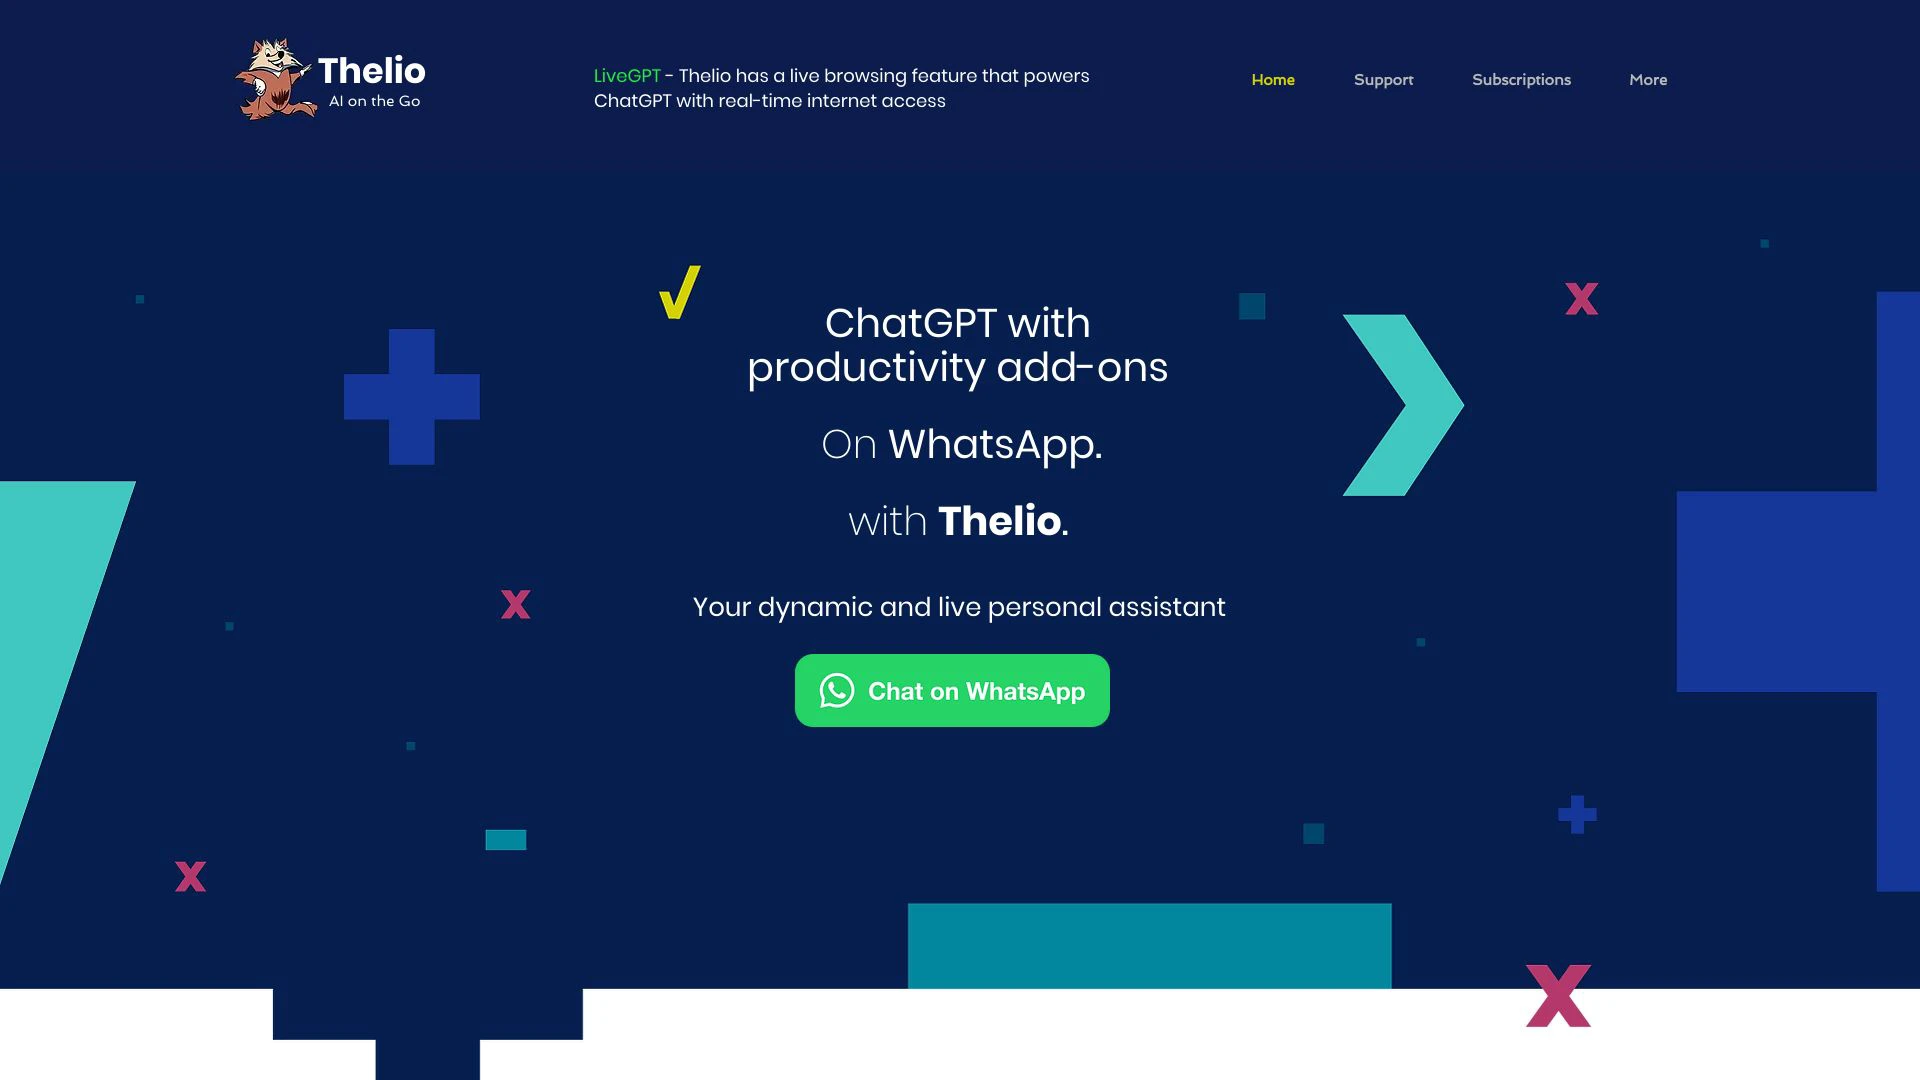 Thelio
AI on the Go
LiveGPT - Thelio has a live browsing feature that powers
ChatGPT with real-time internet access
Home
Support
Subscriptions
More
ChatGPT with
productivity add-ons
On WhatsApp.
with Thelio.
Your dynamic and live personal assistant
Chat on WhatsApp